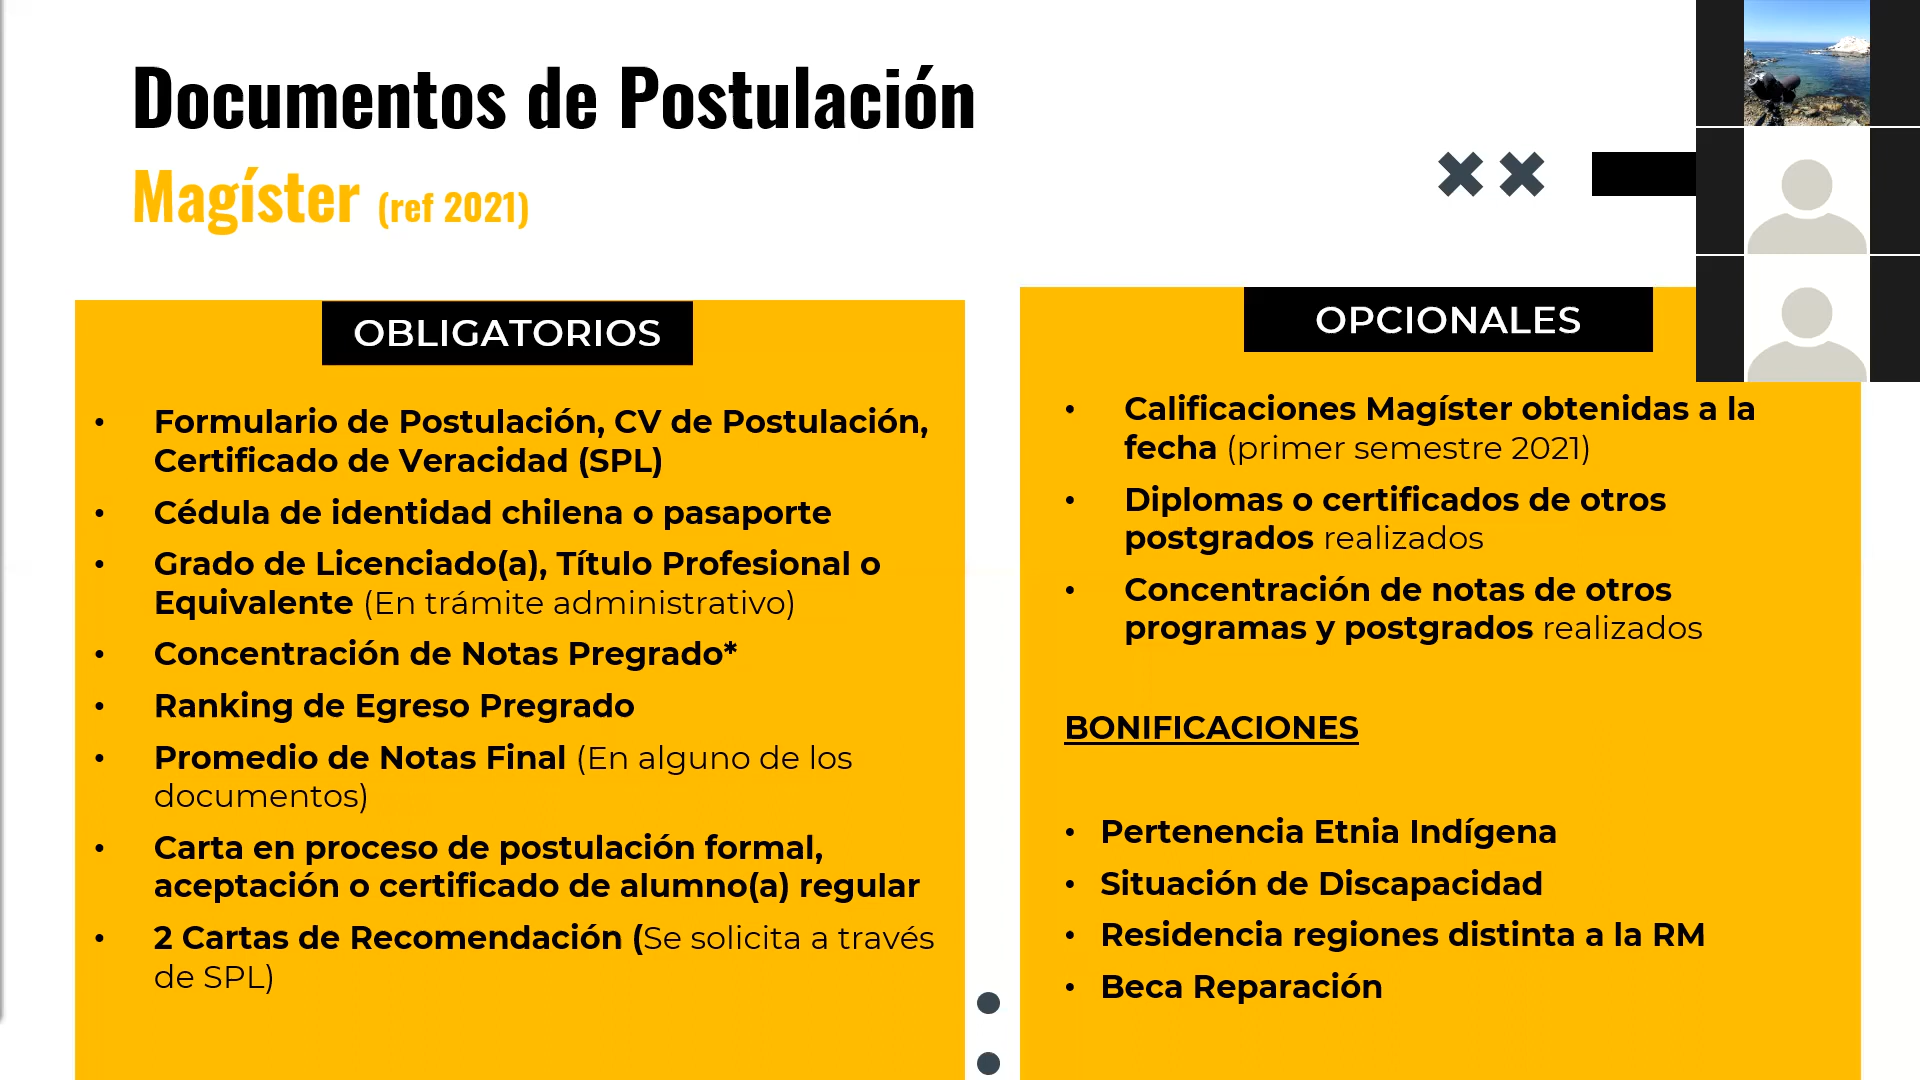 Documentos de Postulación
Magíster (ref 2021)
OBLIGATORIOS
• Formulario de Postulación, CV de Postulación,
Certificado de Veracidad (SPL)
• Cédula de identidad chilena o pasaporte
• Grado de Licenciado(a), Título Profesional o
Equivalente (En trámite administrativo)
• Concentración de Notas Pregrado*
• Ranking de Egreso Pregrado
• Promedio de Notas Final (En alguno de los
documentos)
• Carta en proceso de postulación formal,
aceptación o certificado de alumno(a) regular
• 2 Cartas de Recomendación (Se solicita a través
de SPL)
OPCIONALES
• Calificaciones Magíster obtenidas a la
fecha (primer semestre 2021)
• Diplomas o certificados de otros
postgrados realizados
• Concentración de notas de otros
programas y postgrados realizados
BONIFICACIONES
• Pertenencia Etnia Indígena
• Situación de Discapacidad
• Residencia regiones distinta a la RM
• Beca Reparación